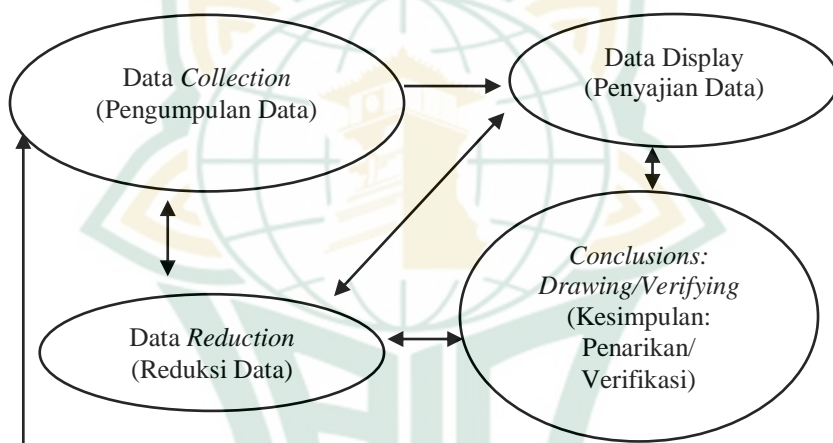 Data Collection
(Pengumpulan Data)
Data Display
(Penyajian Data)
Conclusions:
Drawing/Verifying
(Kesimpulan:
Penarikan/
Verifikasi)
Data Reduction
(Reduksi Data)